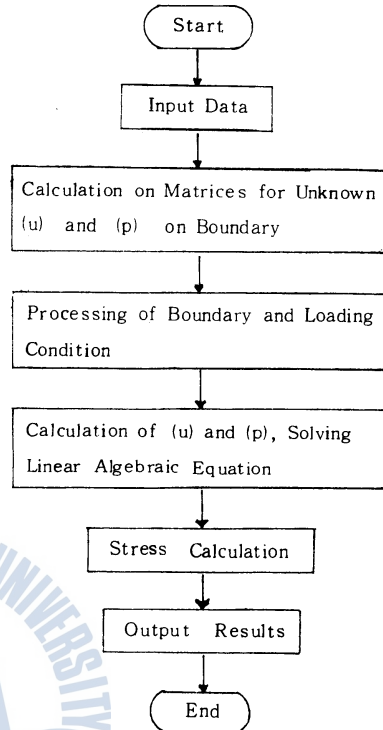 Start
Input Data
Calculation on Matrices for Unknown
(u) and (p) on Boundary
Processing of Boundary and Loading
Condition
Calculation of (u) and (p), Solving
Linear Algebraic Equation
Stress Calculation
Output Results
End
UNIVERSITY